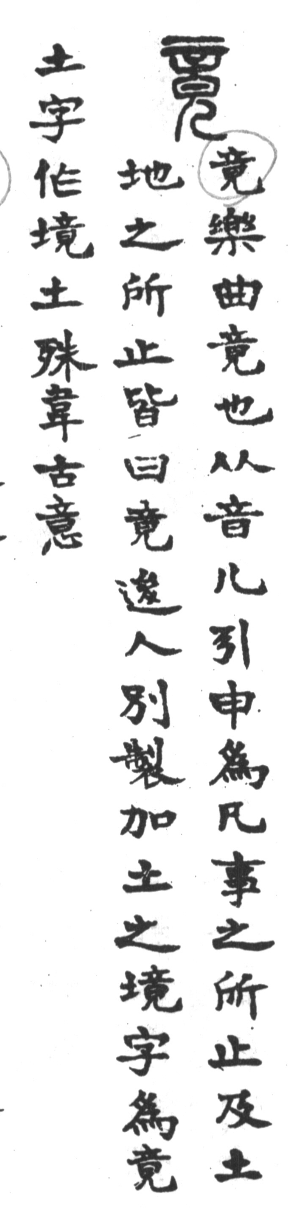 竟
竟樂曲竟也从音儿引申爲凡事之所止及土
地之所止皆曰竟後人別製加土之境字爲竟
土字作境土殊韋古意